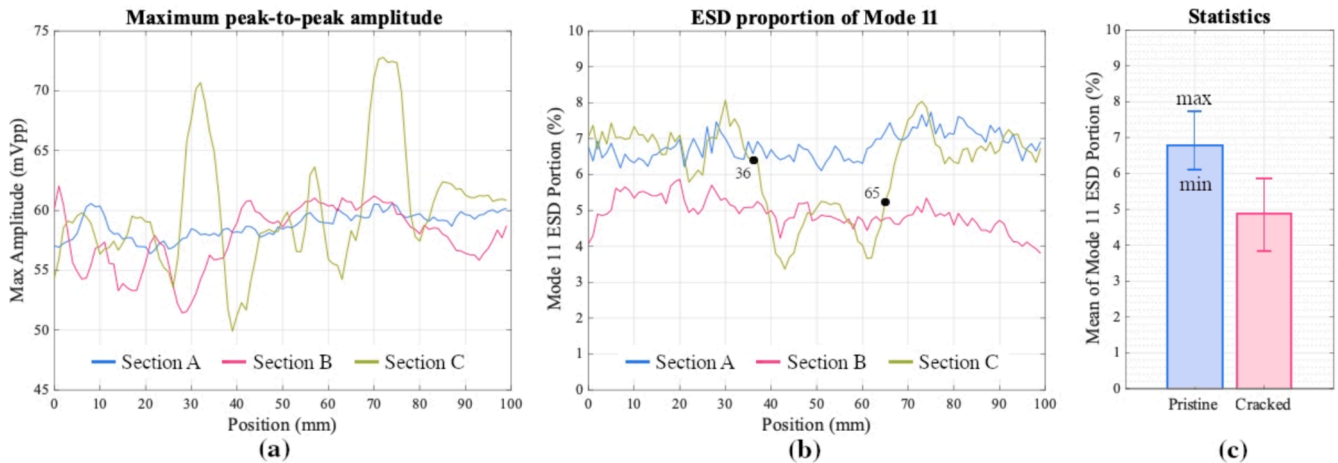 Maximum peak-to-peak amplitude
Max Amplitude (mVpp)
75
70
65
60
55
50
45
0 10 20 30 40 50 60 70 80 90 100
Section A Section B Section C
Position (mm)
(a)
ESD proportion of Mode 11
Mode 11 ESD Portion (%)
10
9
8
7
6
5
4
3
2
1
0
36
65
Section A Section B Section C
0 10 20 30 40 50 60 70 80 90 100
Position (mm)
(b)
Statistics
Mean of Mode 11 ESD Portion (%)
10
9
8
7
6
5
4
3
2
1
0
max
min
Pristine Cracked
(c)